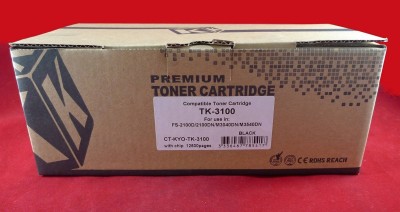 PREMIUM
TONER CARTRIDGE
Compatible Toner Cartridge
TK-3100
For use in:
FS-2100D/2100DN/M3040DN/M3540DN
BLACK
CT-KYO-TK-3100
with chip 12500pages
CE ROHS REACH